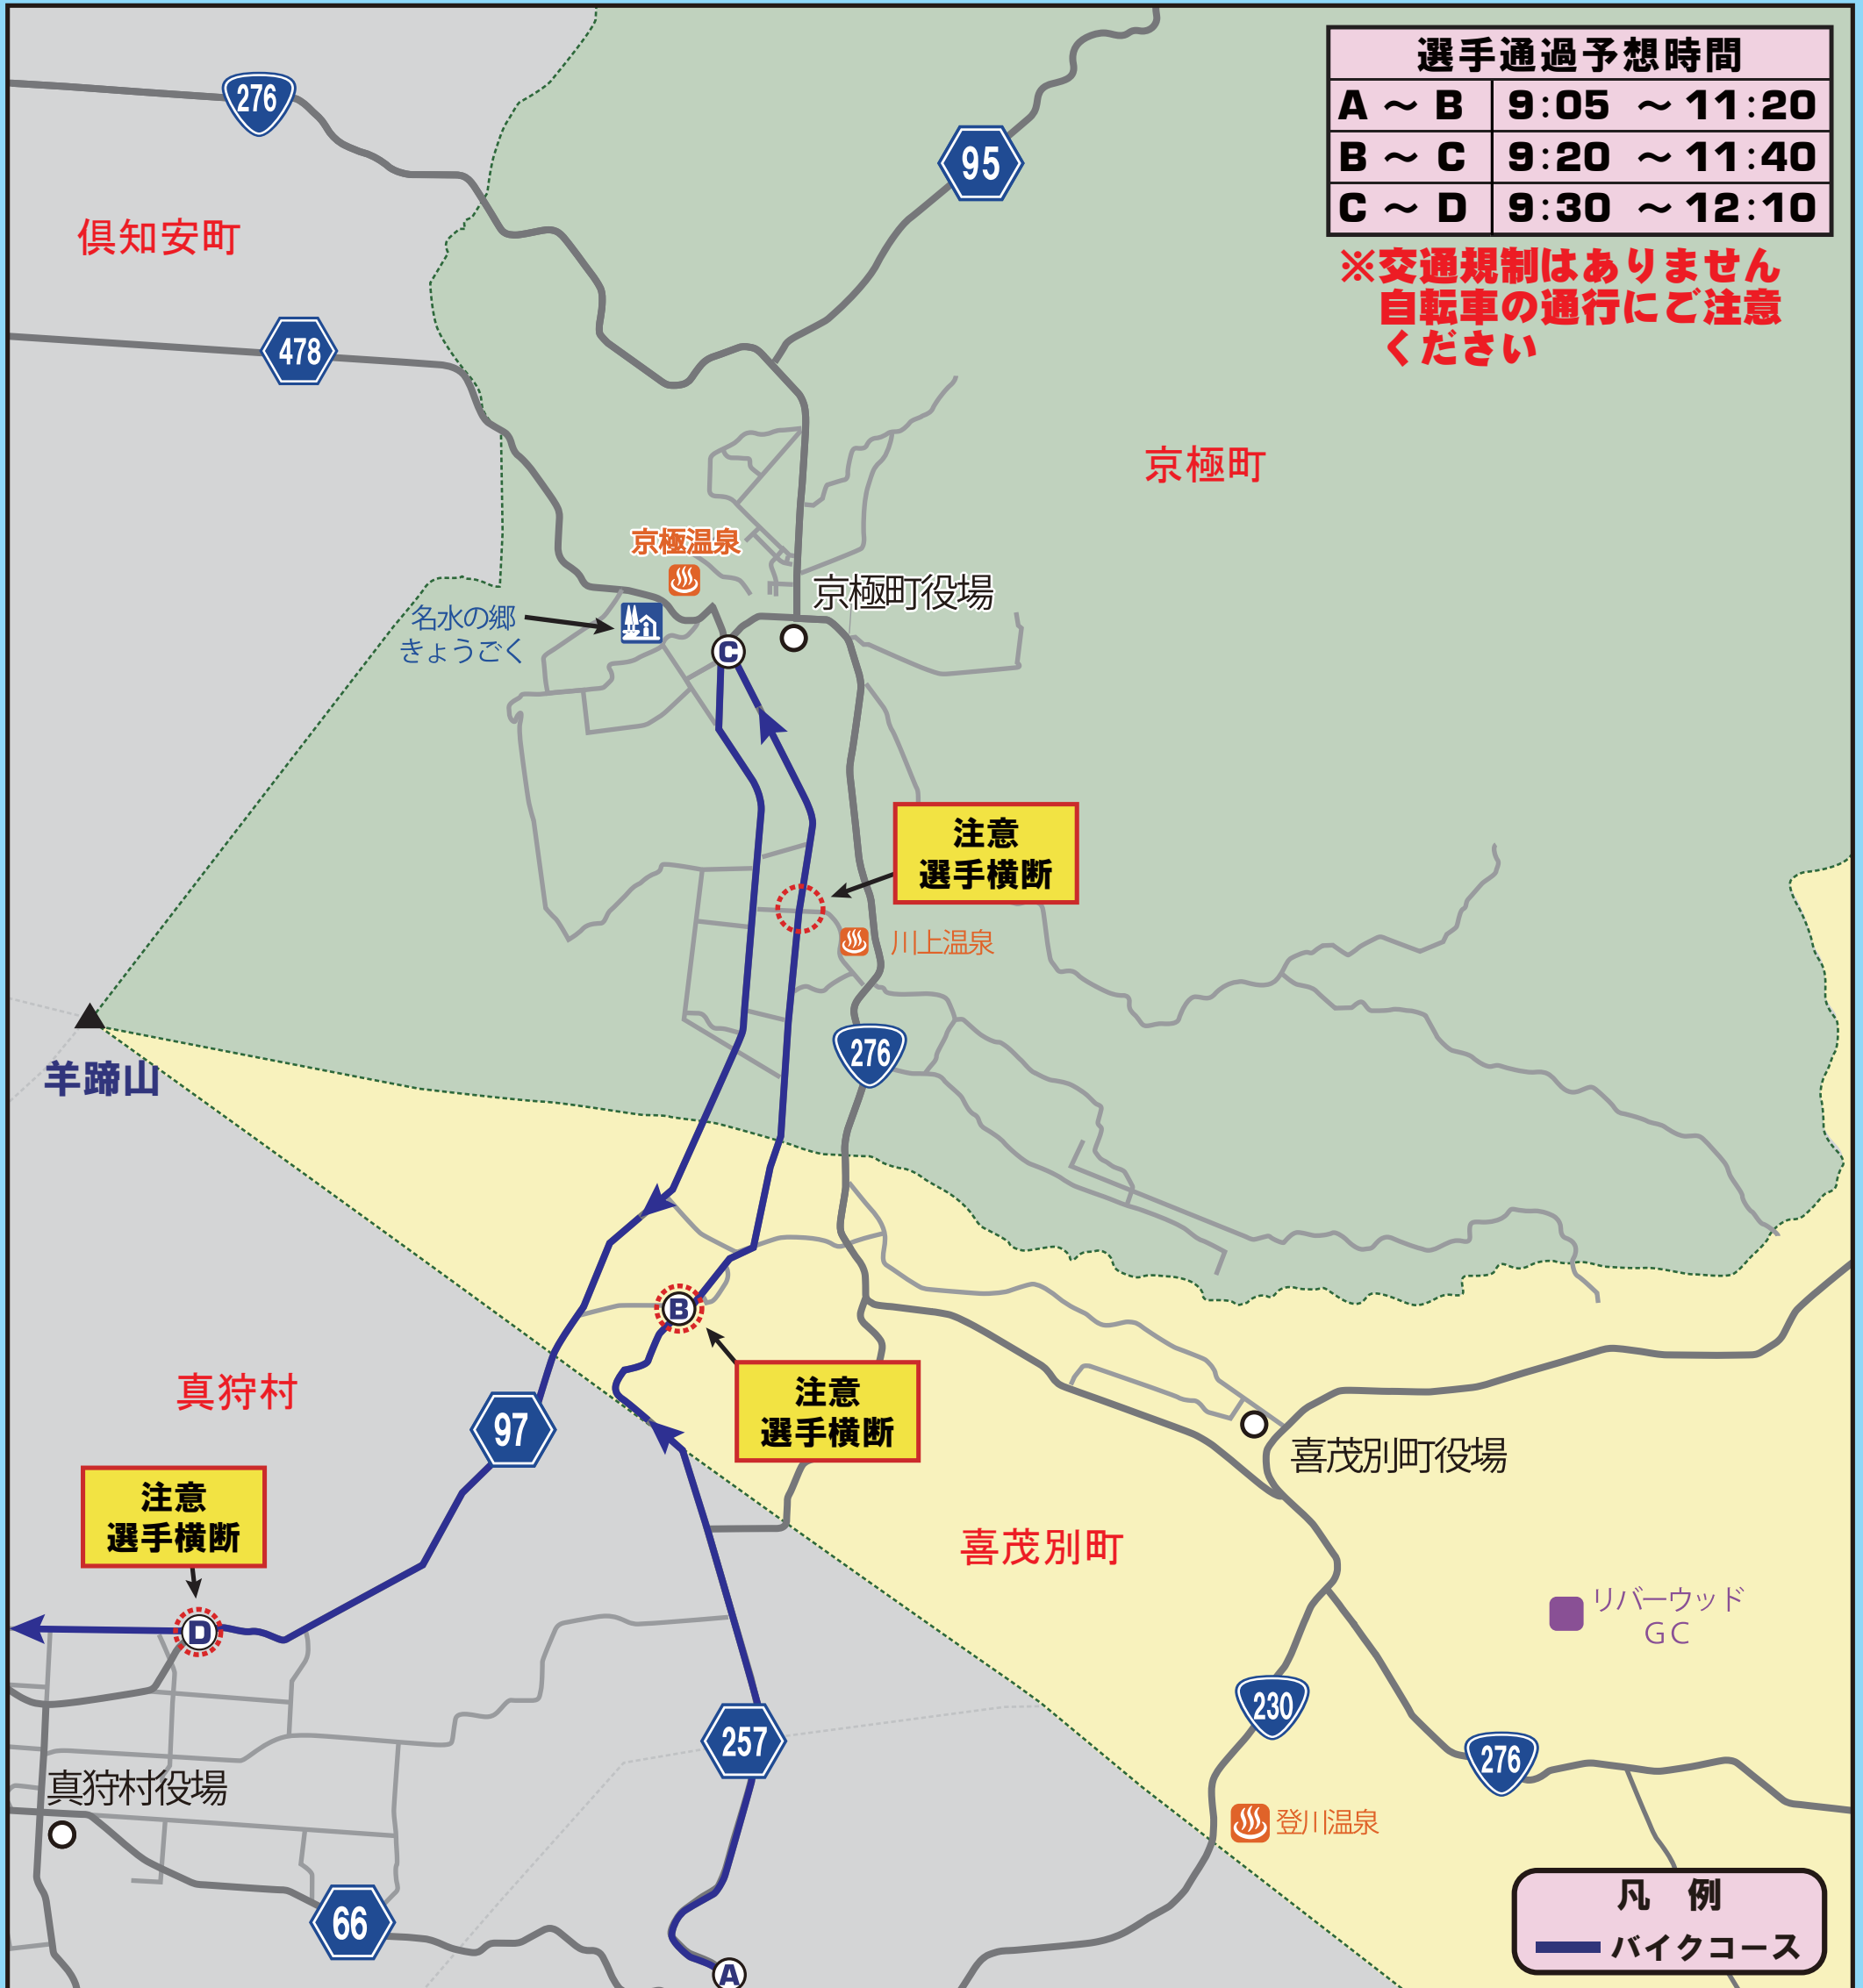 選手通過予想時間
A ～ B 9:05 ～ 11:20
B ～ C 9:20 ～ 11:40
C ～ D 9:30 ～ 12:10
※交通規制はありません
自転車の通行にご注意
ください
276
95
倶知安町
478
京極町
京極温泉
京極町役場
名水の郷
きょうごく
C
注意
選手横断
川上温泉
276
羊蹄山
B
注意
選手横断
真狩村
97
喜茂別町役場
注意
選手横断
喜茂別町
リバーウッド
GC
D
230
257
276
真狩村役場
登川温泉
66
A
凡 例
バイクコース